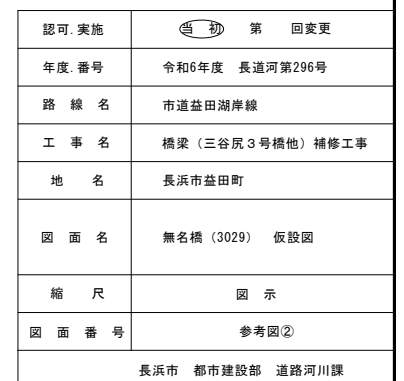 認可.実施 当 初 第 回変更
年度.番号 令和6年度 長道河第296号
路 線 名 市道益田湖岸線
工 事 名 橋梁（三谷尻３号橋他）補修工事
地 名 長浜市益田町
図 面 名 無名橋（3029） 仮設図
縮 尺 図 示
図 面 番 号 参考図②
長浜市 都市建設部 道路河川課